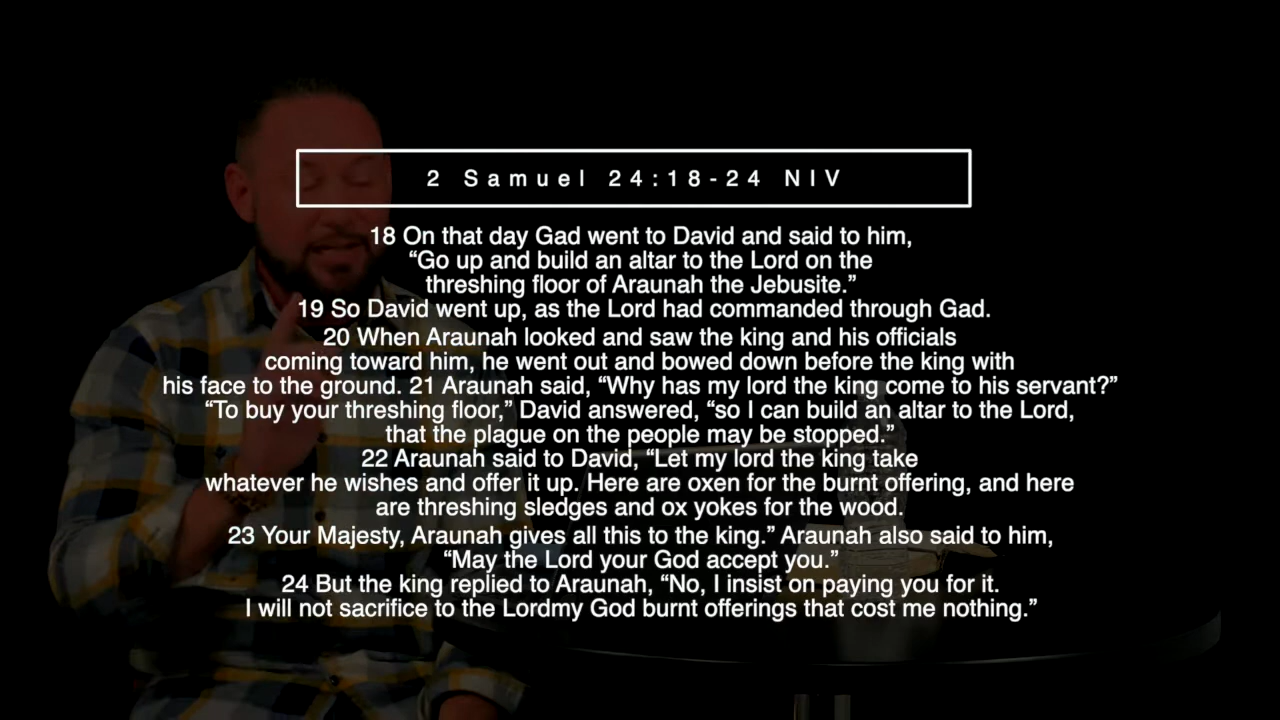 2 Samuel 24:18-24 NIV
18 On that day Gad went to David and said to him,
“Go up and build an altar to the Lord on the
threshing floor of Araunah the Jebusite.”
19 So David went up, as the Lord had commanded through Gad.
20 When Araunah looked and saw the king and his officials
coming toward him, he went out and bowed down before the king with
his face to the ground. 21 Araunah said, “Why has my lord the king come to his servant?”
“To buy your threshing floor,” David answered, “so I can build an altar to the Lord,
that the plague on the people may be stopped.”
22 Araunah said to David, “Let my lord the king take
whatever he wishes and offer it up. Here are oxen for the burnt offering, and here
are threshing sledges and ox yokes for the wood.
23 Your Majesty, Araunah gives all this to the king.” Araunah also said to him,
“May the Lord your God accept you.”
24 But the king replied to Araunah, “No, I insist on paying you for it.
I will not sacrifice to the Lordmy God burnt offerings that cost me nothing.”